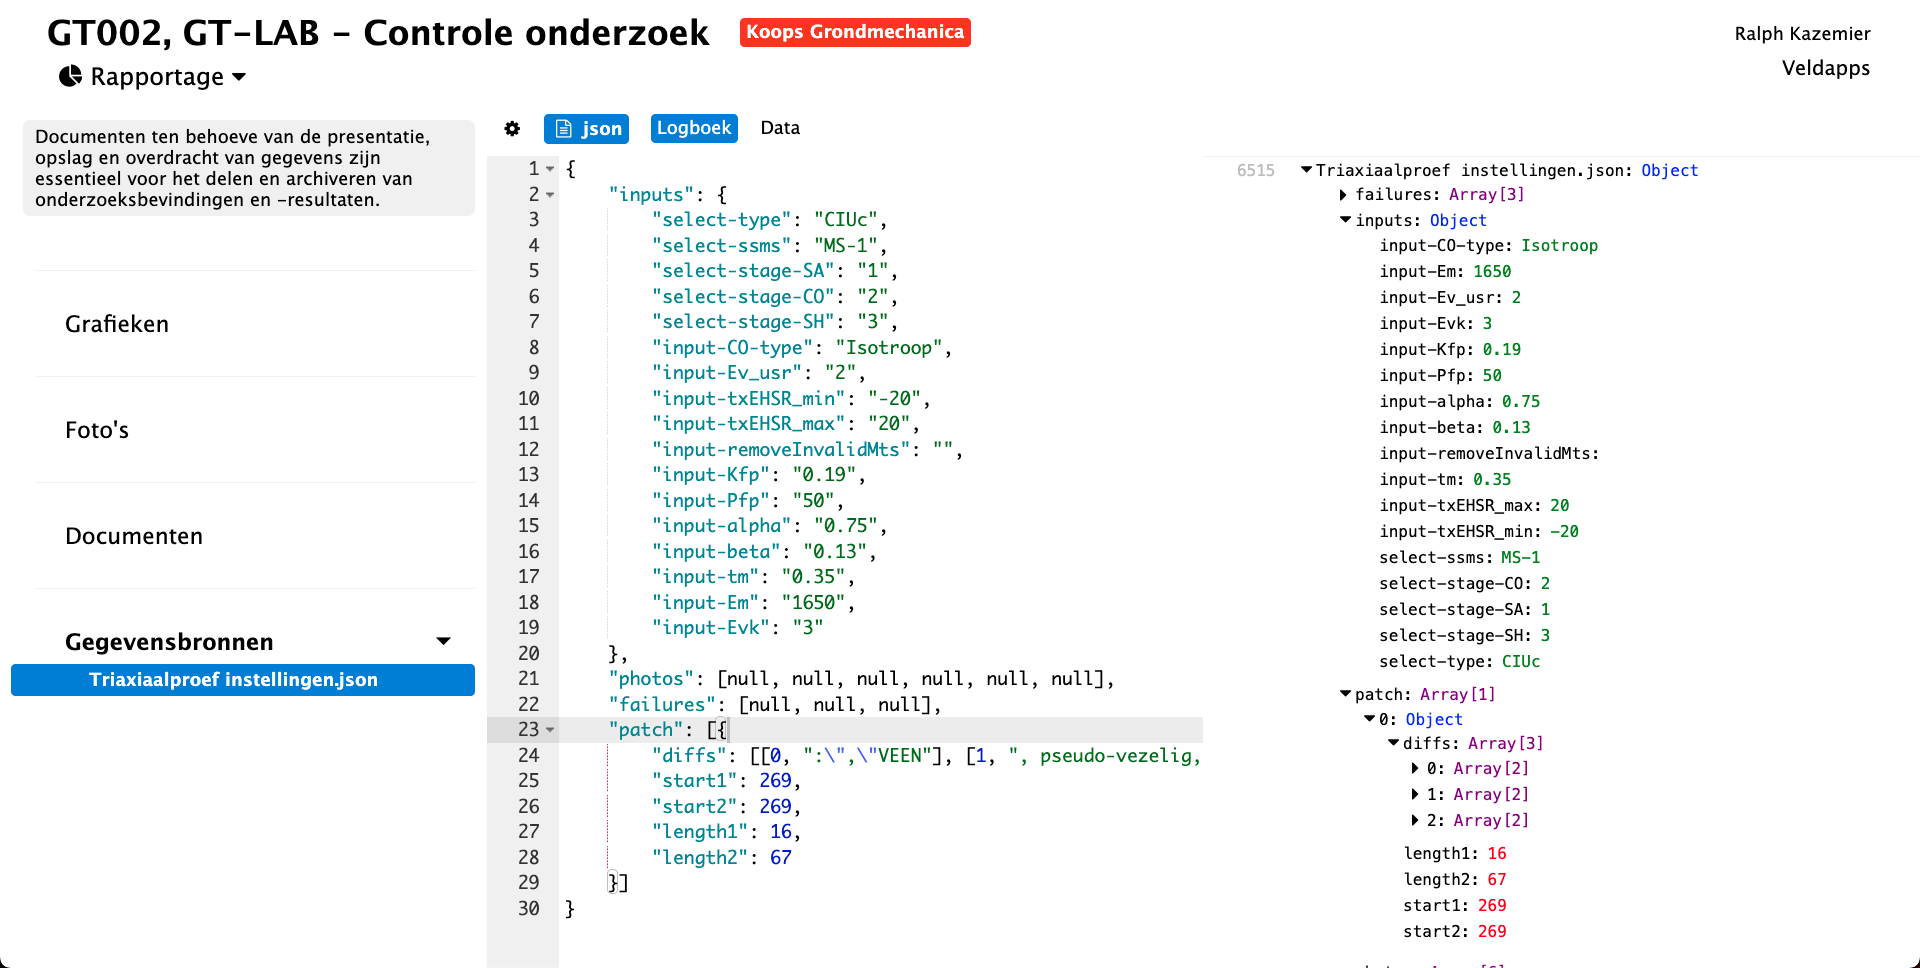 GT002, GT-LAB - Controle onderzoek
Koops Grondmechanica
Ralph Kazemier
Rapportage
Veldapps
Documenten ten behoeve van de presentatie,
opslag en overdracht van gegevens zijn
essentieel voor het delen en archiveren van
onderzoeksbevindingen en -resultaten.
Grafieken
Foto's
Documenten
Gegevensbronnen
Triaxiaalproef instellingen.json
json
Logboek
Data
1 {
2 "inputs": {
3 "select-type": "CIUc",
4 "select-ssms": "MS-1",
5 "select-stage-SA": "1",
6 "select-stage-CO": "2",
7 "select-stage-SH": "3",
8 "input-CO-type": "Isotroop",
9 "input-Ev_usr": "2",
10 "input-txEHSR_min": "-20",
11 "input-txEHSR_max": "20",
12 "input-removeInvalidMts": "",
13 "input-Kfp": "0.19",
14 "input-Pfp": "50",
15 "input-alpha": "0.75",
16 "input-beta": "0.13",
17 "input-tm": "0.35",
18 "input-Em": "1650",
19 "input-Evk": "3"
20 },
21 "photos": [null, null, null, null, null, null],
22 "failures": [null, null, null],
23 "patch": [{
24 "diffs": [[0, ":\",\"VEEN"], [1, ", pseudo-vezelig,
25 "start1": 269,
26 "start2": 269,
27 "length1": 16,
28 "length2": 67
29 }]
30 }
6515
Triaxiaalproef instellingen.json: Object
failures: Array[3]
inputs: Object
input-CO-type: Isotroop
input-Em: 1650
input-Ev_usr: 2
input-Evk: 3
input-Kfp: 0.19
input-Pfp: 50
input-alpha: 0.75
input-beta: 0.13
input-removeInvalidMts:
input-tm: 0.35
input-txEHSR_max: 20
input-txEHSR_min: -20
select-ssms: MS-1
select-stage-CO: 2
select-stage-SA: 1
select-stage-SH: 3
select-type: CIUc
patch: Array[1]
0: Object
diffs: Array[3]
0: Array[2]
1: Array[2]
2: Array[2]
length1: 16
length2: 67
start1: 269
start2: 269